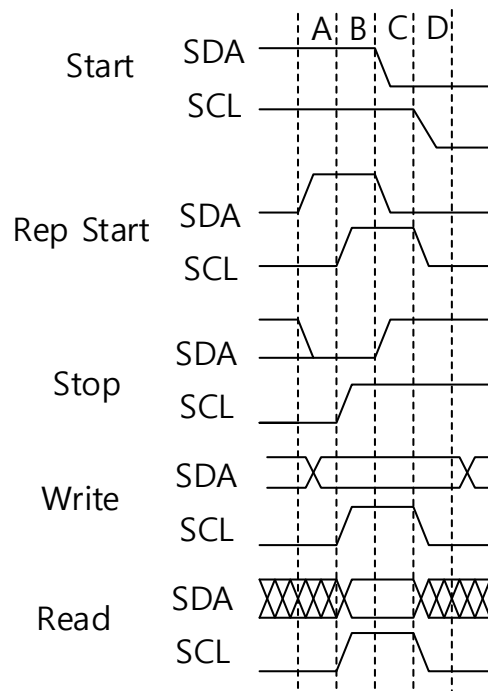 A B C D
Start SDA
SCL
Rep Start SDA
SCL
Stop SDA
SCL
Write SDA
SCL
Read SDA
SCL